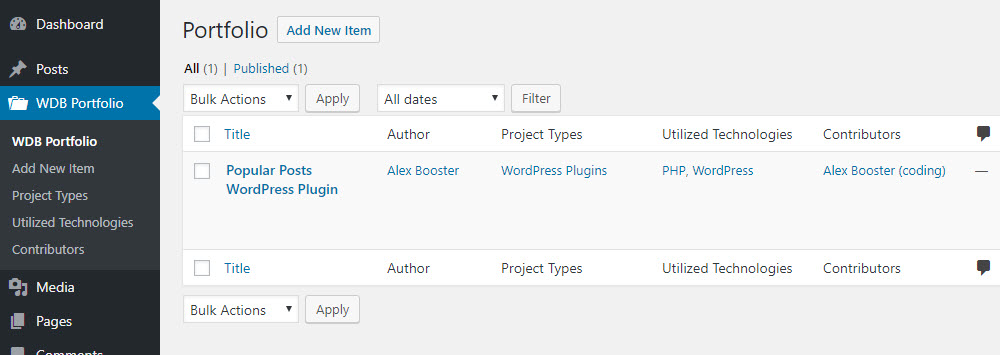 Dashboard
Posts
WDB Portfolio
WDB Portfolio
Add New Item
Project Types
Utilized Technologies
Contributors
Media
Pages
Comments
Portfolio Add New Item
All (1) | Published (1)
Bulk Actions Apply All dates Filter
Title Author Project Types Utilized Technologies Contributors
Popular Posts Alex Booster WordPress Plugins PHP, WordPress Alex Booster (coding) —
WordPress Plugin
Title Author Project Types Utilized Technologies Contributors
Bulk Actions Apply